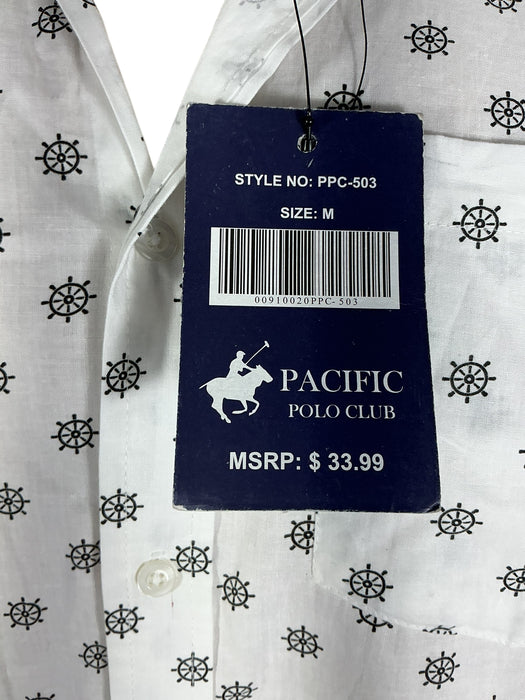 STYLE NO: PPC-503
SIZE: M
00910020PPC-503
PACIFIC
POLO CLUB
MSRP: $ 33.99